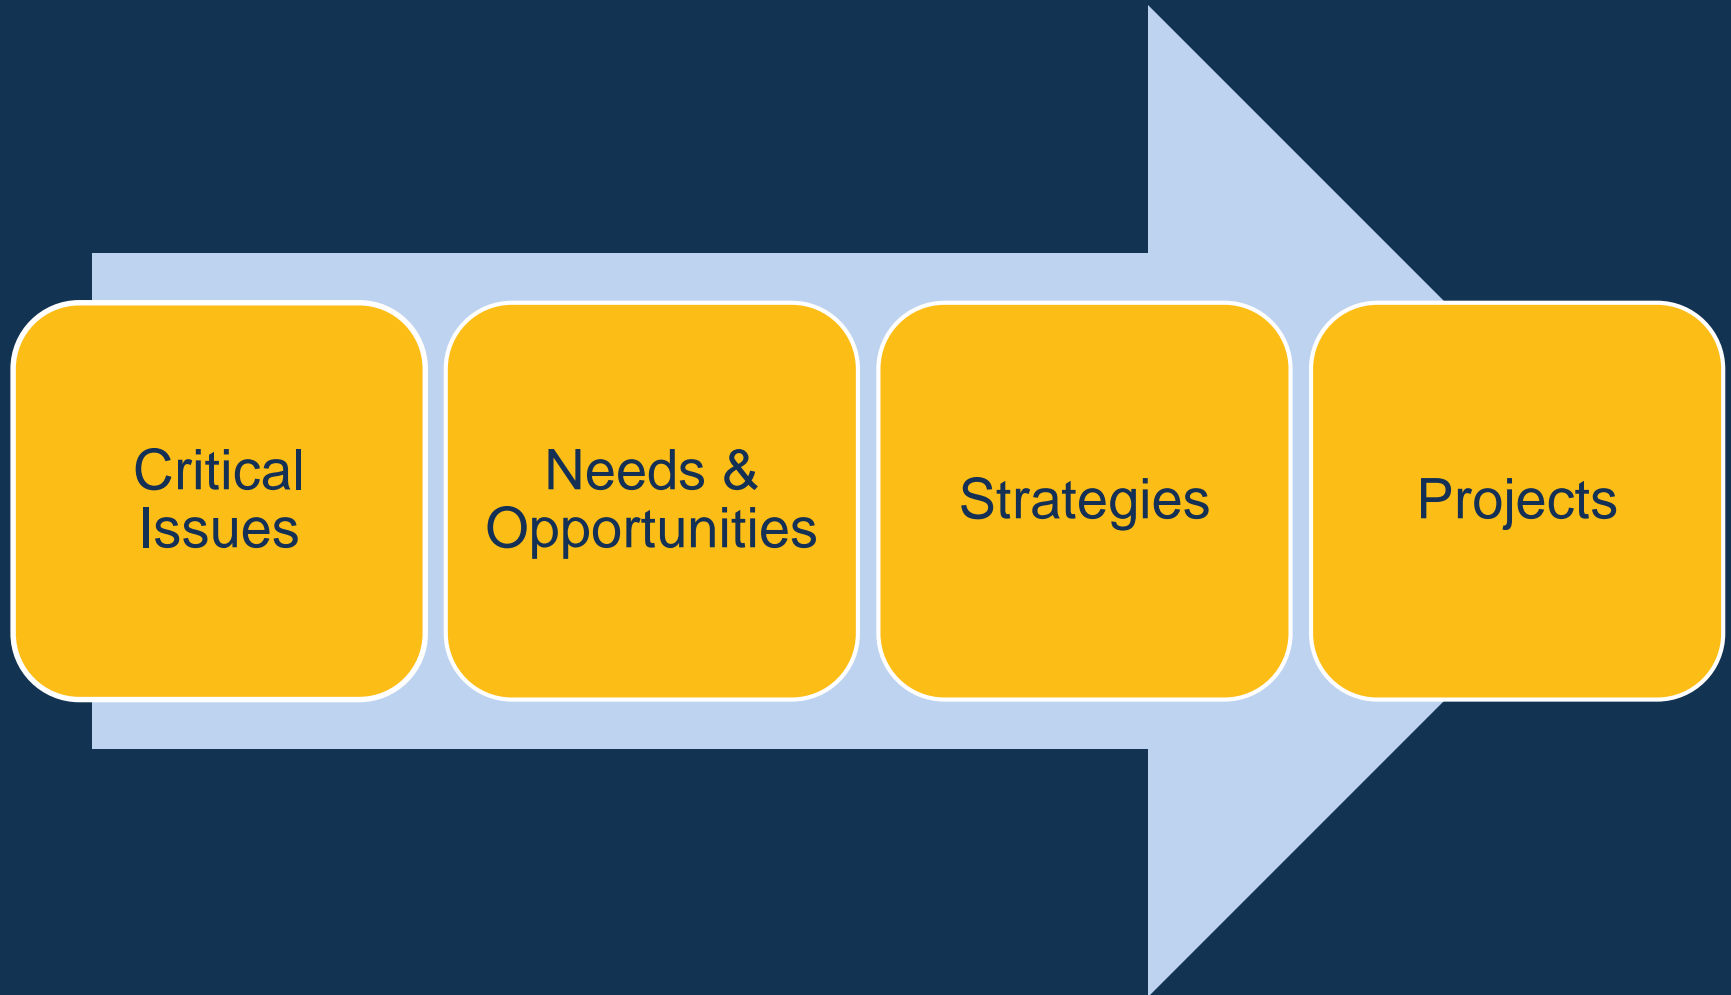 Critical
Issues
Needs &
Opportunities
Strategies
Projects